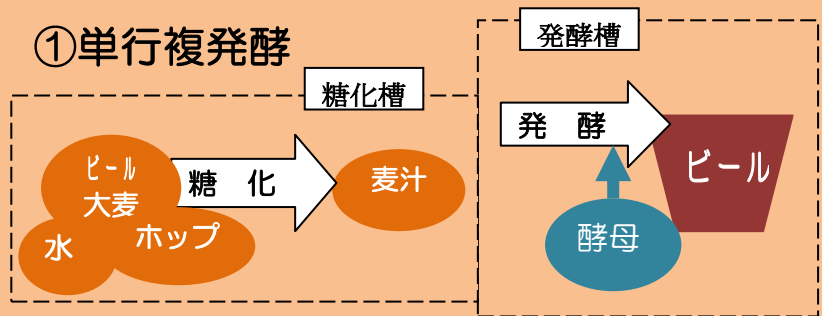 ①単行複発酵
糖化槽
ビール
大麦
水
ホップ
糖 化
麦汁
発酵槽
発 酵
酵母
ビール